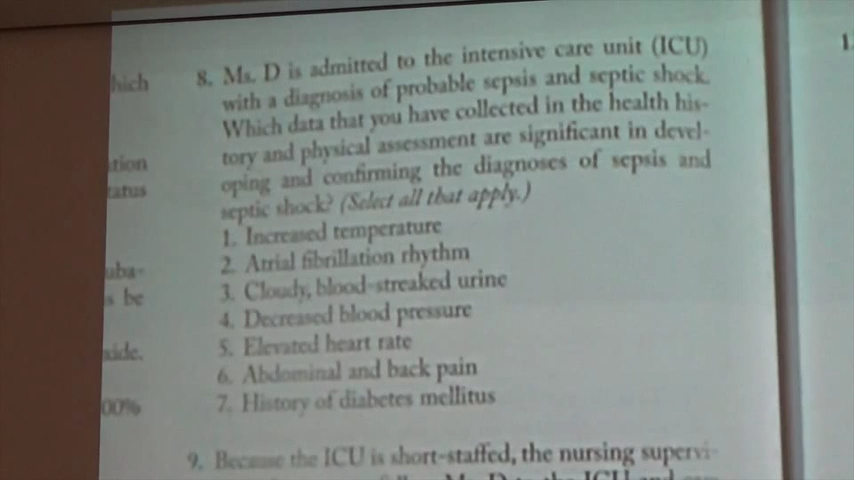 hich
tion
tatus
uba-
s be
xide.
00%
8. Ms. D is admitted to the intensive care unit (ICU)
with a diagnosis of probable sepsis and septic shock.
Which data that you have collected in the health his-
tory and physical assessment are significant in devel-
oping and confirming the diagnoses of sepsis and
septic shock? (Select all that apply.)
1. Increased temperature
2. Atrial fibrillation rhythm
3. Cloudy, blood-streaked urine
4. Decreased blood pressure
5. Elevated heart rate
6. Abdominal and back pain
7. History of diabetes mellitus
9. Because the ICU is short-staffed, the nursing supervi-